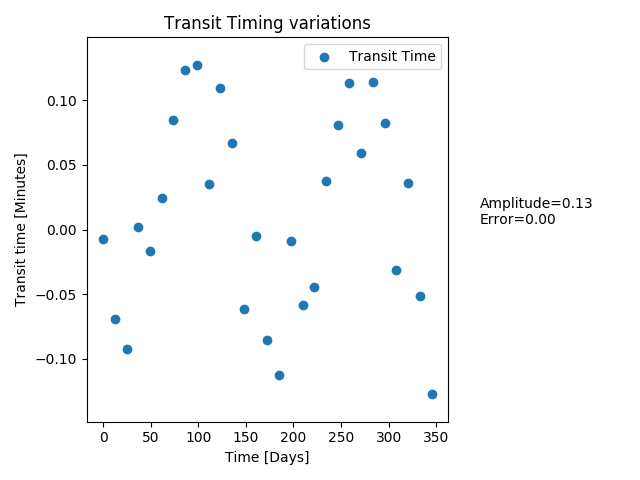 Transit Timing variations
Transit Time
0.10
0.05
0.00
−0.05
−0.10
Transit time [Minutes]
Amplitude=0.13
Error=0.00
0 50 100 150 200 250 300 350
Time [Days]